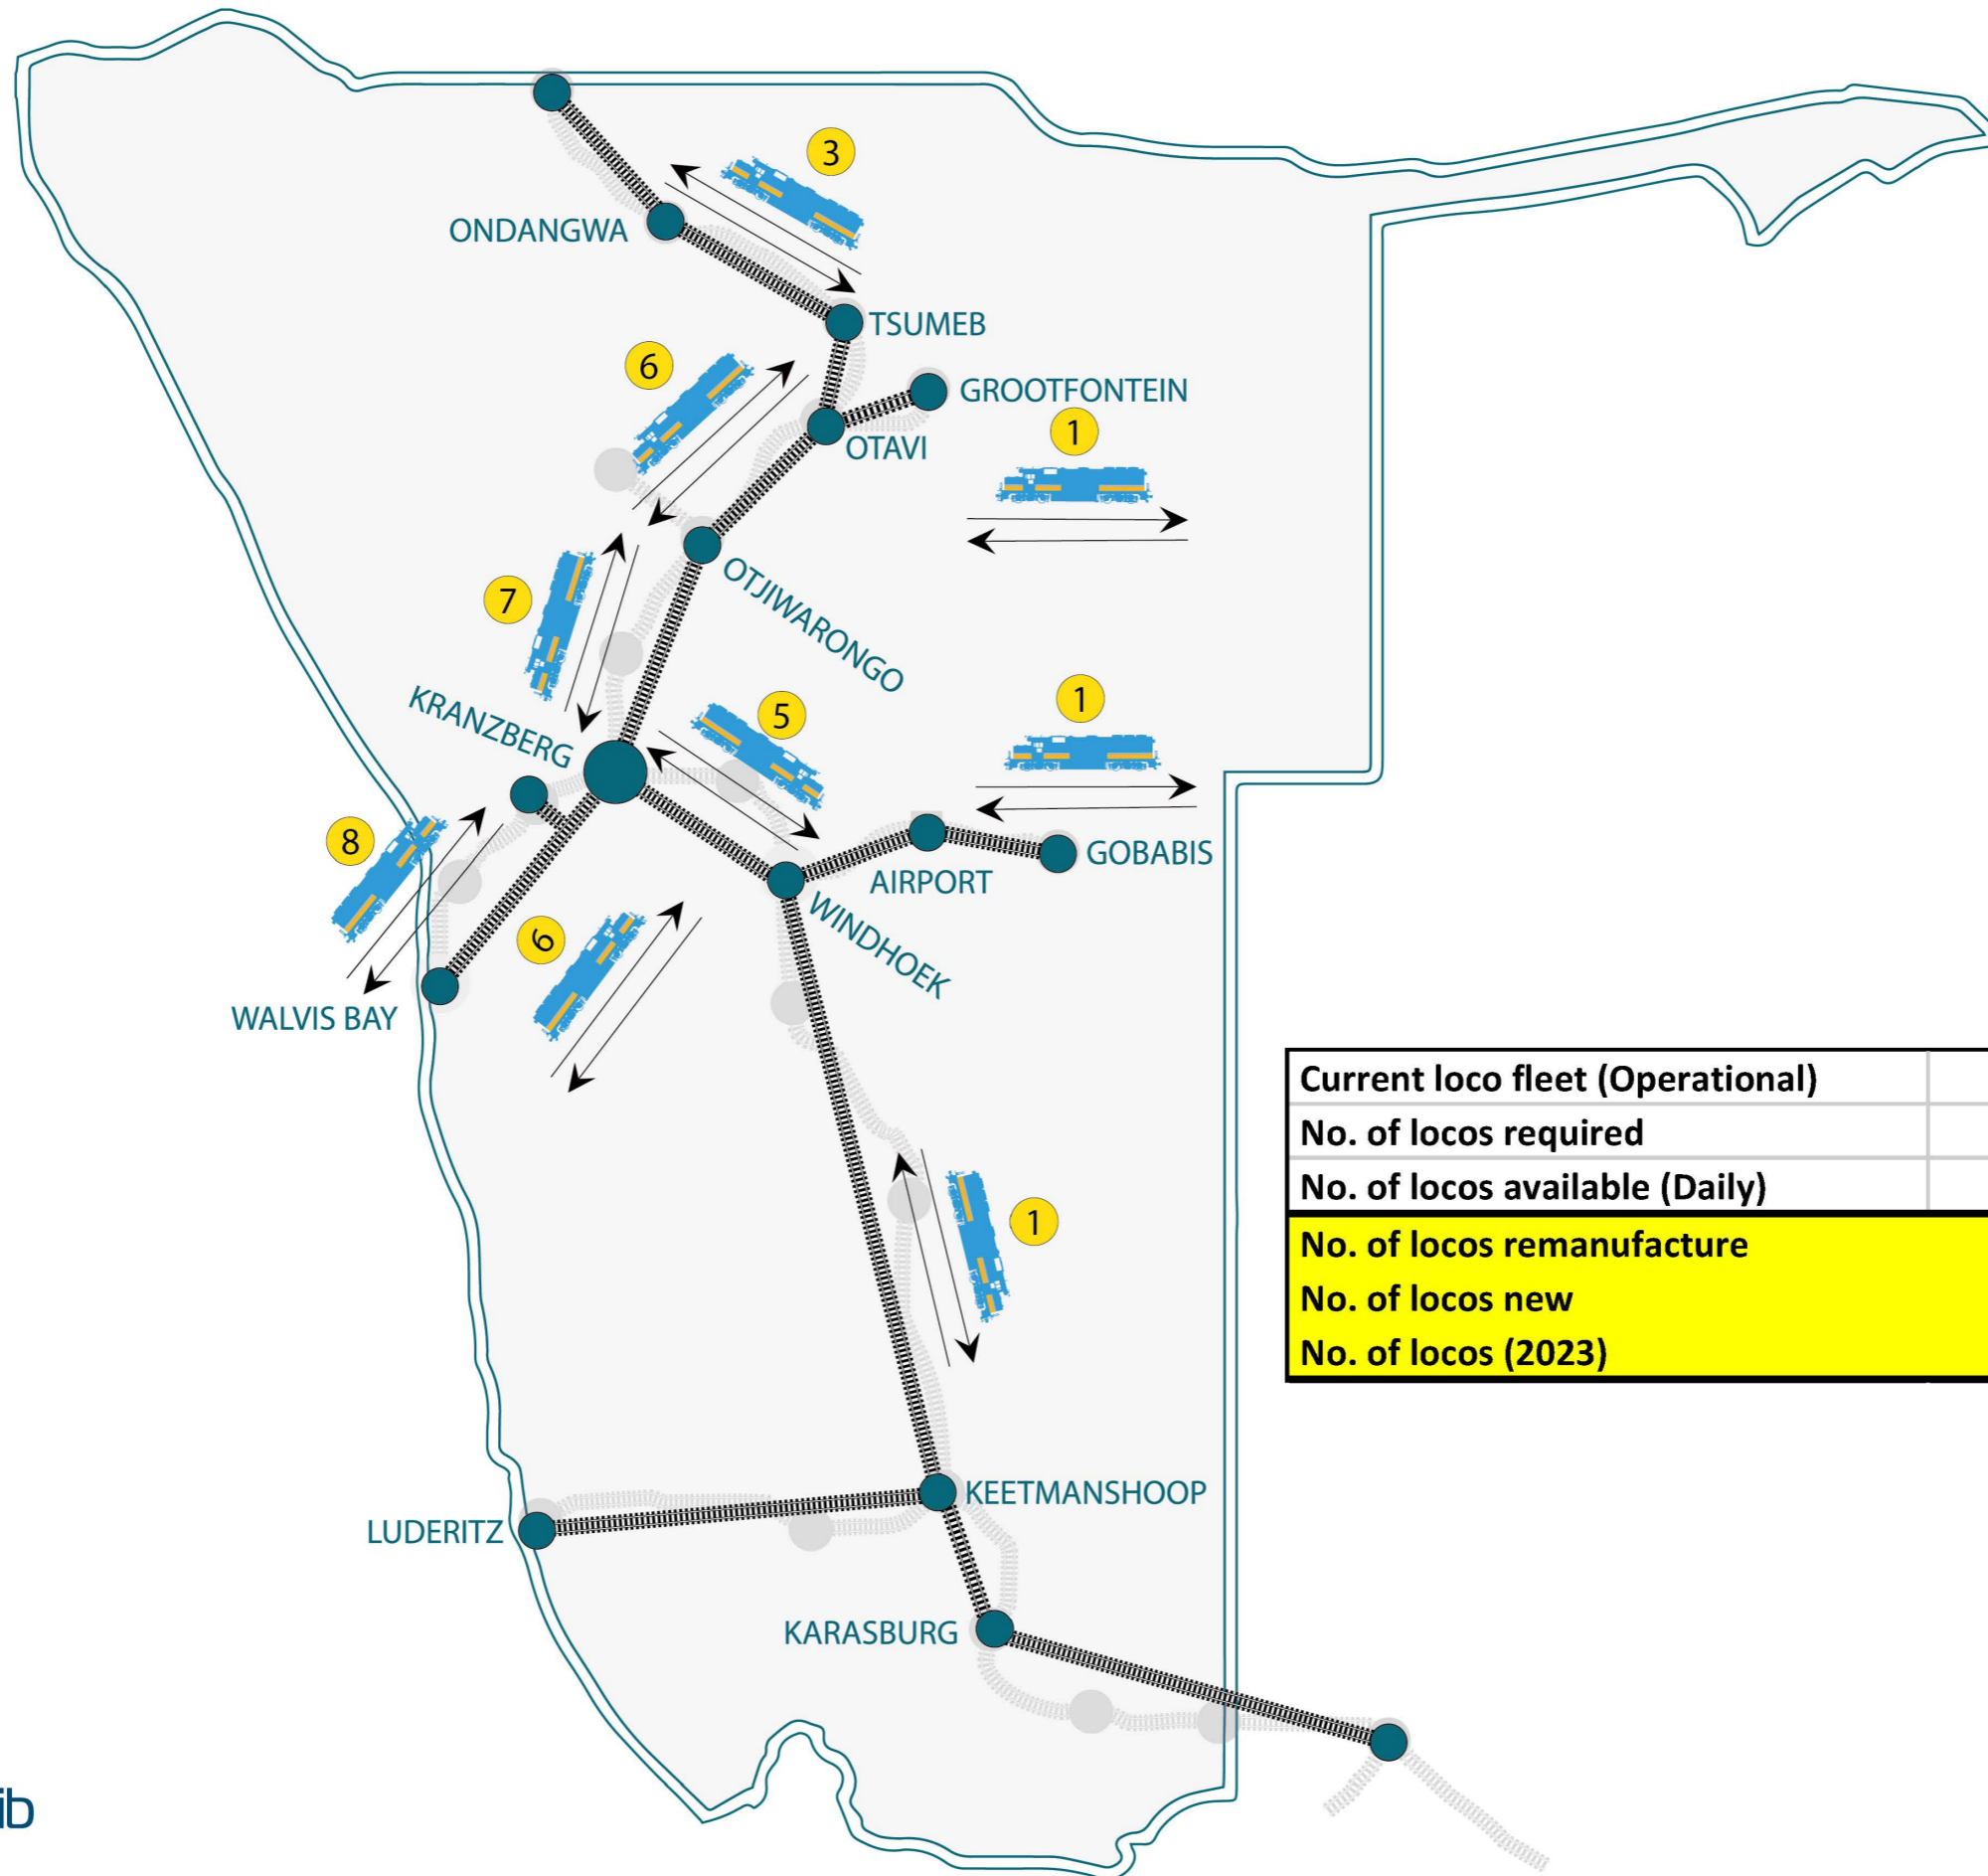 3
ONDANGWA
TSUMEB
6
GROOTFONTEIN
1
OTAVI
7
OTJIWARONGO
KRANZBERG
5
1
8
GOBABIS
AIRPORT
6
WINDHOEK
WALVIS BAY
Current loco fleet (Operational)
No. of locos required
No. of locos available (Daily)
1
No. of locos remanufacture
No. of locos new
No. of locos (2023)
KEETMANSHOOP
LUDERITZ
KARASBURG
ib